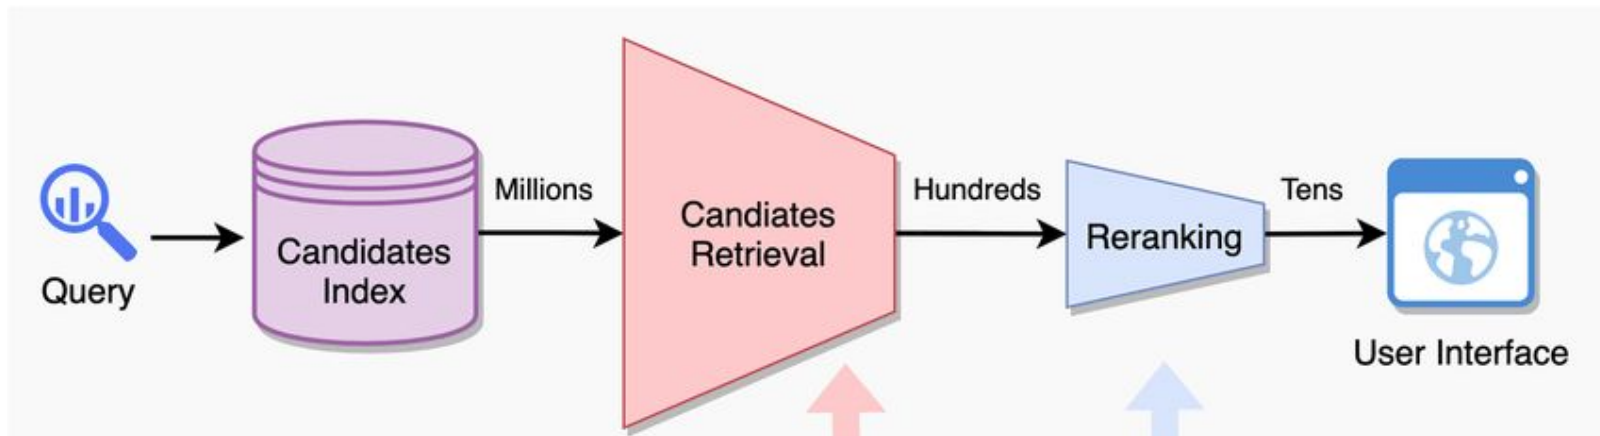 Query
Candidates
Index
Millions
Candiates
Retrieval
Hundreds
Reranking
Tens
User Interface